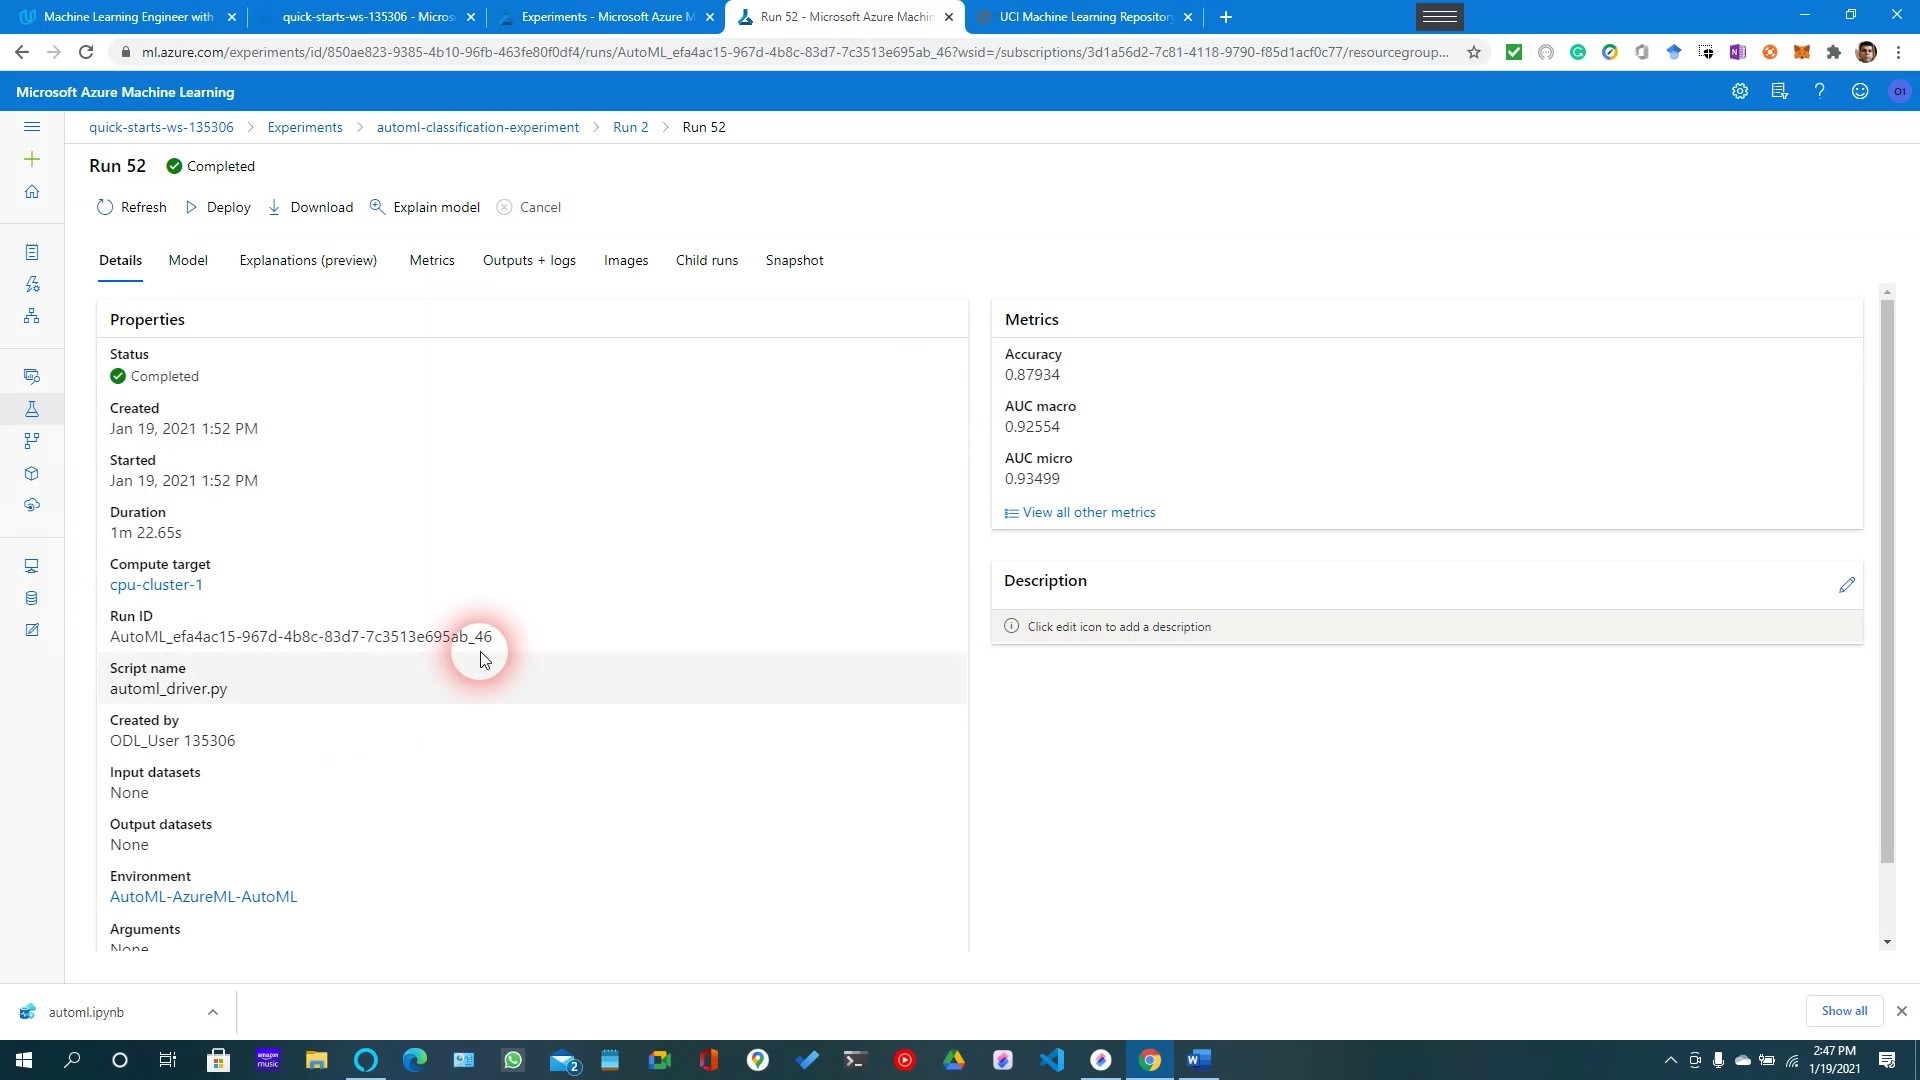 Machine Learning Engineer with
quick-starts-ws-135306 - Microso
Experiments - Microsoft Azure M
Run 52 - Microsoft Azure Machin
UCI Machine Learning Repository
ml.azure.com/experiments/id/850ae823-9385-4b10-96fb-463fe80f0df4/runs/AutoML_efa4ac15-967d-4b8c-83d7-7c3513e695ab_46?wsid=/subscriptions/3d1a56d2-7c81-4118-9790-f85d1acf0c77/resourcegroup...
Microsoft Azure Machine Learning
O1
quick-starts-ws-135306 > Experiments > automl-classification-experiment > Run 2 > Run 52
Run 52 Completed
Refresh Deploy Download Explain model Cancel
Details Model Explanations (preview) Metrics Outputs + logs Images Child runs Snapshot
Properties
Status
Completed
Created
Jan 19, 2021 1:52 PM
Started
Jan 19, 2021 1:52 PM
Duration
1m 22.65s
Compute target
cpu-cluster-1
Run ID
AutoML_efa4ac15-967d-4b8c-83d7-7c3513e695ab_46
Script name
automl_driver.py
Created by
ODL_User 135306
Input datasets
None
Output datasets
None
Environment
AutoML-AzureML-AutoML
Arguments
None
Metrics
Accuracy
0.87934
AUC macro
0.92554
AUC micro
0.93499
View all other metrics
Description
Click edit icon to add a description
automl.ipynb
Show all
amazon music
2
2:47 PM
1/19/2021